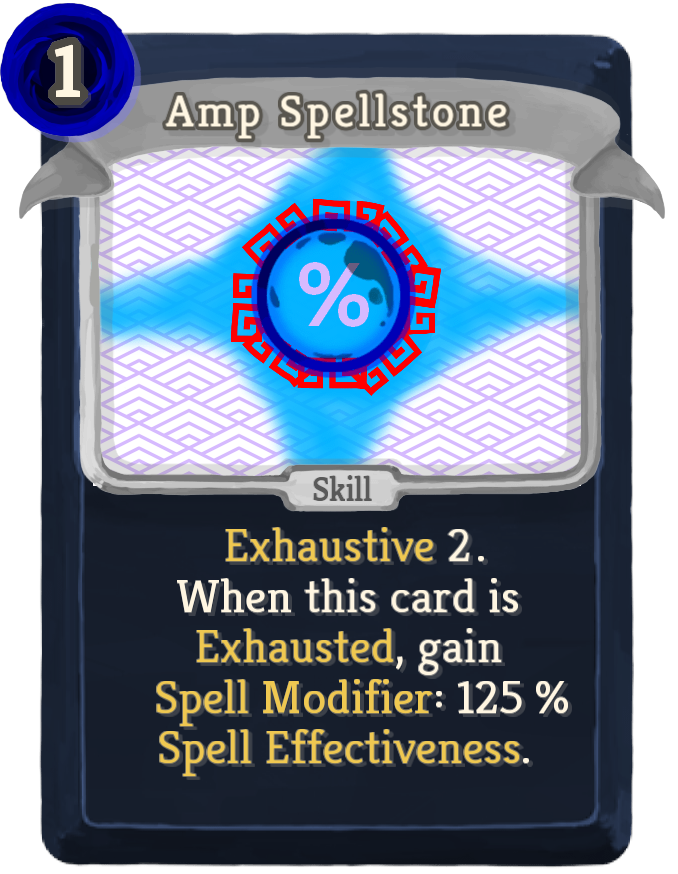 1
Amp Spellstone
%
Skill
Exhaustive 2.
When this card is
Exhausted, gain
Spell Modifier: 125 %
Spell Effectiveness.